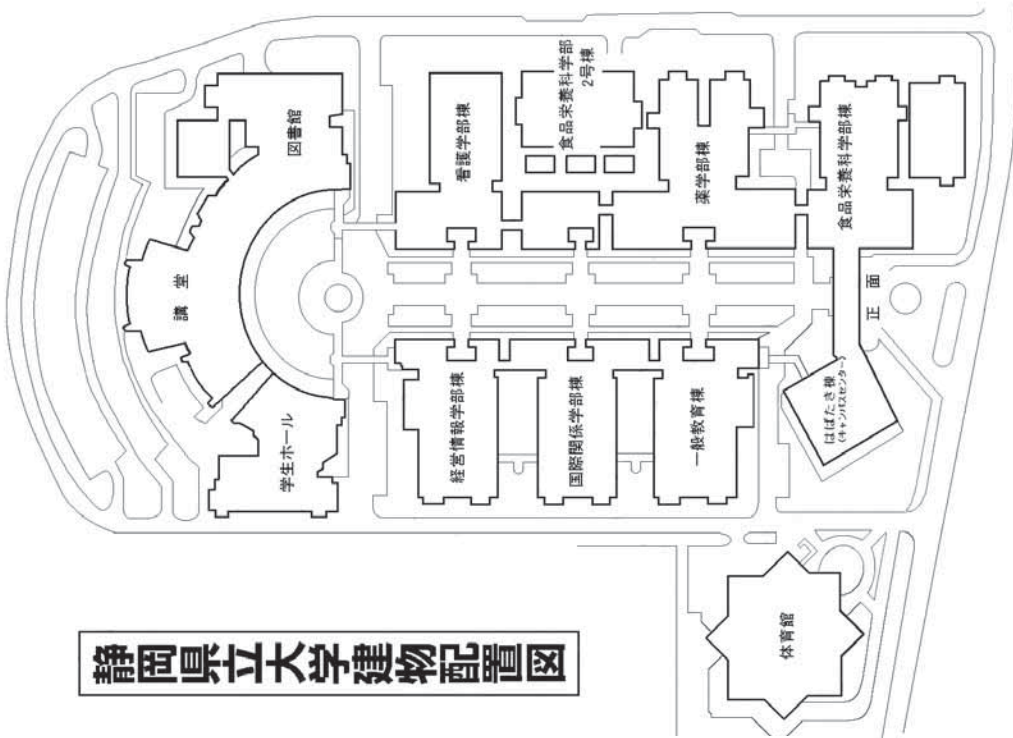 静岡県立大学建物配置図
図書館
講堂
学生ホール
看護学部棟
食品栄養科学部
2号棟
薬学部棟
食品栄養科学部棟
経営情報学部棟
国際関係学部棟
一般教育棟
はばたき棟
(キャンパスセンター)
正面
体育館